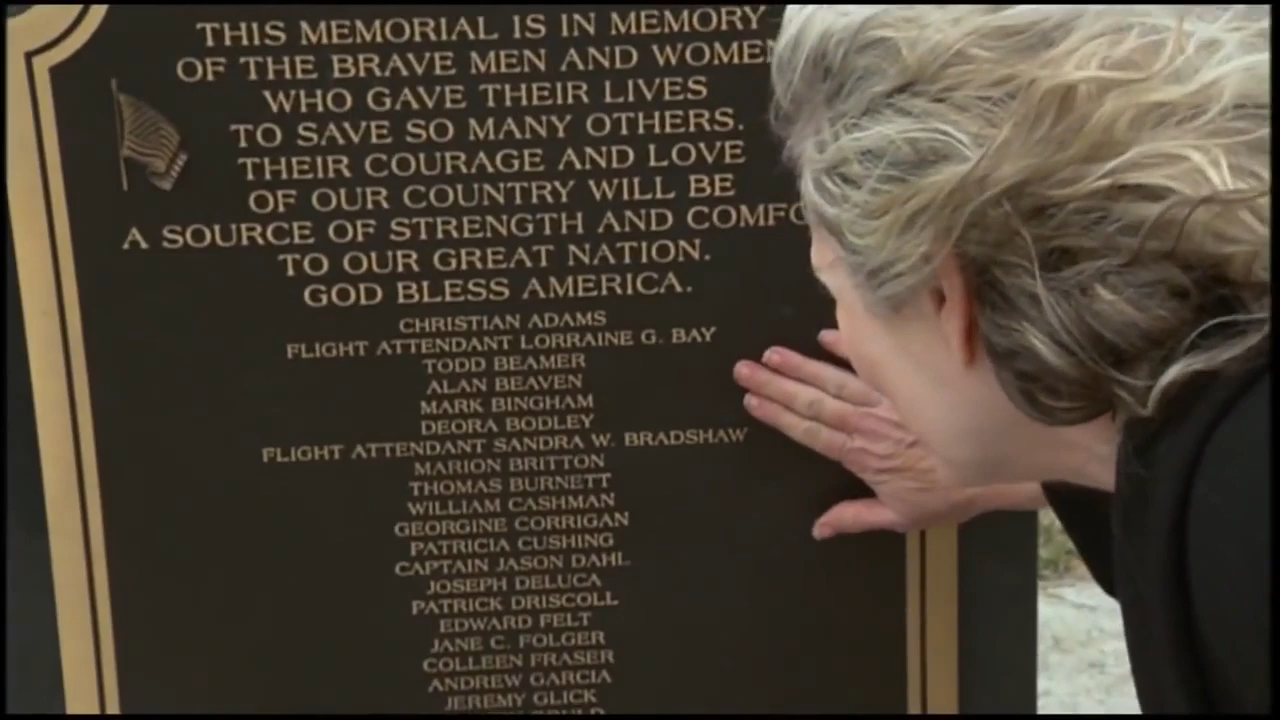 THIS MEMORIAL IS IN MEMORY
OF THE BRAVE MEN AND WOMEN
WHO GAVE THEIR LIVES
TO SAVE SO MANY OTHERS.
THEIR COURAGE AND LOVE
OF OUR COUNTRY WILL BE
A SOURCE OF STRENGTH AND COMFO
TO OUR GREAT NATION.
GOD BLESS AMERICA.
CHRISTIAN ADAMS
FLIGHT ATTENDANT LORRAINE G. BAY
TODD BEAMER
ALAN BEAVEN
MARK BINGHAM
DEORA BODLEY
FLIGHT ATTENDANT SANDRA W. BRADSHAW
MARION BRITTON
THOMAS BURNETT
WILLIAM CASHMAN
GEORGINE CORRIGAN
PATRICIA CUSHING
CAPTAIN JASON DAHL
JOSEPH DELUCA
PATRICK DRISCOLL
EDWARD FELT
JANE C. FOLGER
COLLEEN FRASER
ANDREW GARCIA
JEREMY GLICK